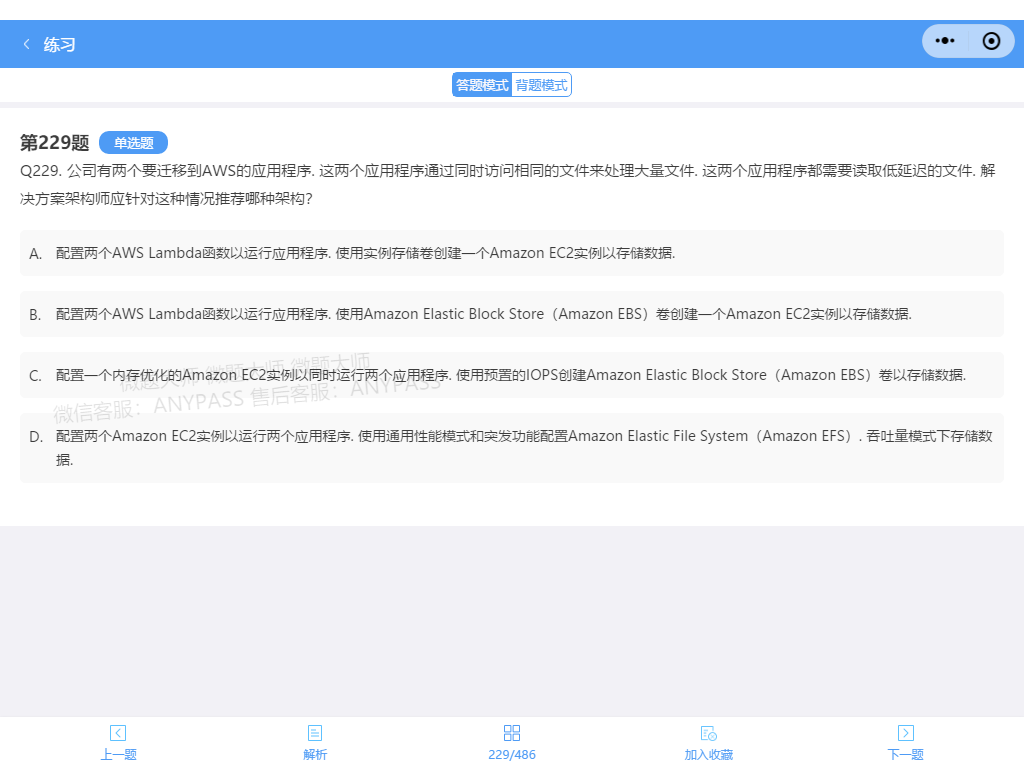 练习
答题模式 背题模式
第229题 单选题
Q229. 公司有两个要迁移到AWS的应用程序. 这两个应用程序通过同时访问相同的文件来处理大量文件. 这两个应用程序都需要读取低延迟的文件. 解
决方案架构师应针对这种情况推荐哪种架构?
A. 配置两个AWS Lambda函数以运行应用程序. 使用实例存储卷创建一个Amazon EC2实例以存储数据.
B. 配置两个AWS Lambda函数以运行应用程序. 使用Amazon Elastic Block Store（Amazon EBS）卷创建一个Amazon EC2实例以存储数据.
微题大师 微题大师 微题大师
C. 配置一个内存优化的Amazon EC2实例以同时运行两个应用程序. 使用预置的IOPS创建Amazon Elastic Block Store（Amazon EBS）卷以存储数据.
微信客服：ANYPASS 售后客服：ANYPASS
D. 配置两个Amazon EC2实例以运行两个应用程序. 使用通用性能模式和突发功能配置Amazon Elastic File System（Amazon EFS）. 吞吐量模式下存储数
据.
上一题 解析 229/486 加入收藏 下一题